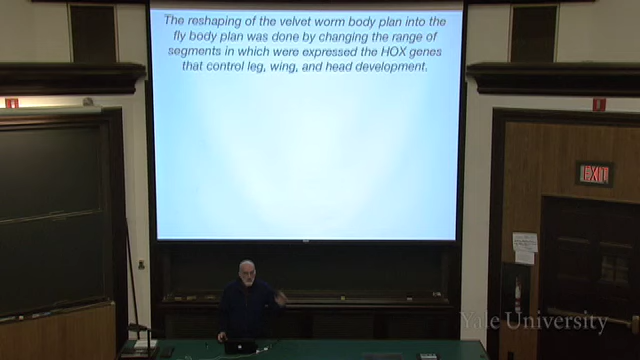 The reshaping of the velvet worm body plan into the
fly body plan was done by changing the range of
segments in which were expressed the HOX genes
that control leg, wing, and head development.
EXIT
Yale University